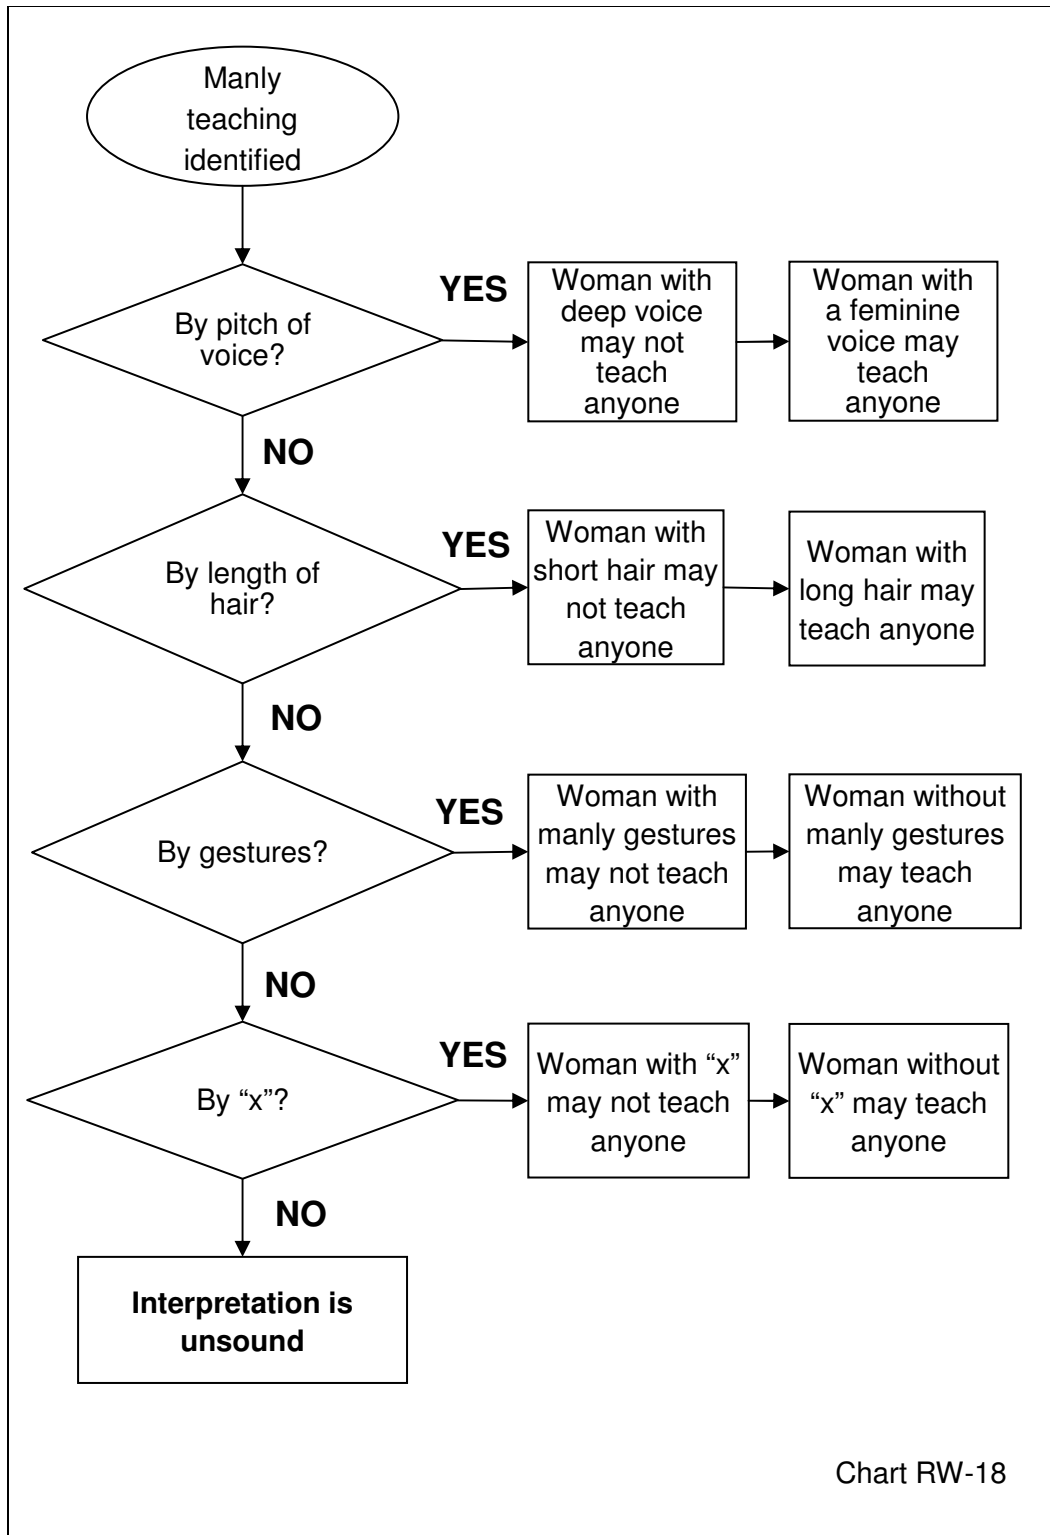 Manly
teaching
identified
By pitch of
voice?
YES
Woman with
deep voice
may not
teach
anyone
Woman with
a feminine
voice may
teach
anyone
NO
By length of
hair?
YES
Woman with
short hair may
not teach
anyone
Woman with
long hair may
teach anyone
NO
By gestures?
YES
Woman with
manly gestures
may not teach
anyone
Woman without
manly gestures
may teach
anyone
NO
By “x”?
YES
Woman with “x”
may not teach
anyone
Woman without
“x” may teach
anyone
NO
Interpretation is
unsound
Chart RW-18